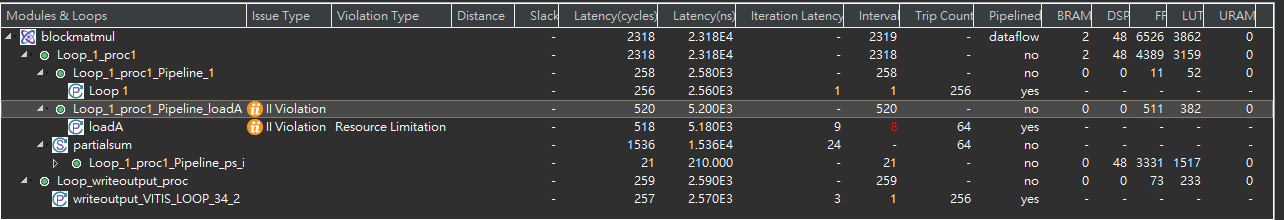 Modules & Loops Issue Type Violation Type Distance Slack Latency(cycles) Latency(ns) Iteration Latency Interval Trip Count Pipelined BRAM DSP FF LUT URAM
blockmatmul - 2318 2.318E4 - 2319 - dataflow 2 48 6526 3862 0
Loop_1_proc1 - 2318 2.318E4 - 2318 - no 2 48 4389 3159 0
Loop_1_proc1_Pipeline_1 - 258 2.580E3 - 258 - no 0 0 11 52 0
Loop 1 - 256 2.560E3 1 1 256 yes - - - - -
Loop_1_proc1_Pipeline_loadA II Violation - 520 5.200E3 - 520 - no 0 0 511 382 0
loadA II Violation Resource Limitation - 518 5.180E3 9 8 64 yes - - - - -
partialsum - 1536 1.536E4 24 - 64 no - - - - -
Loop_1_proc1_Pipeline_ps_i - 21 210.000 - 21 - no 0 48 3331 1517 0
Loop_writeoutput_proc - 259 2.590E3 - 259 - no 0 0 73 233 0
writeoutput_VITIS_LOOP_34_2 - 257 2.570E3 3 1 256 yes - - - - -